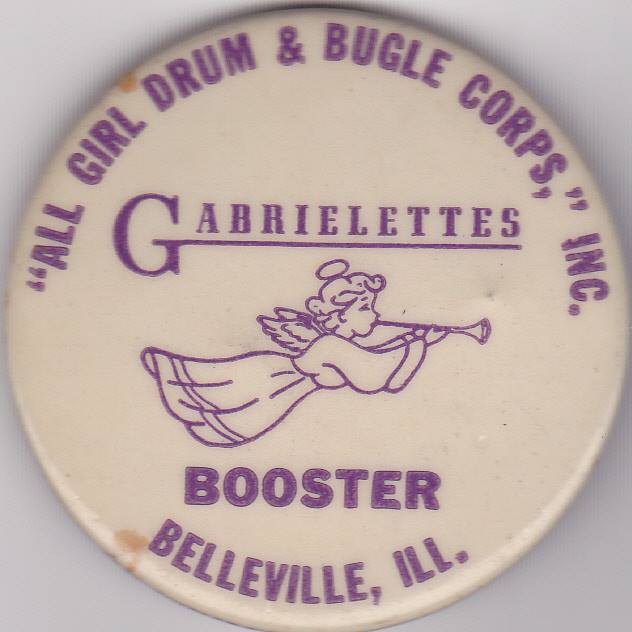 "ALL GIRL DRUM & BUGLE CORPS," INC.
GABRIELETTES
BOOSTER
BELLEVILLE, ILL.